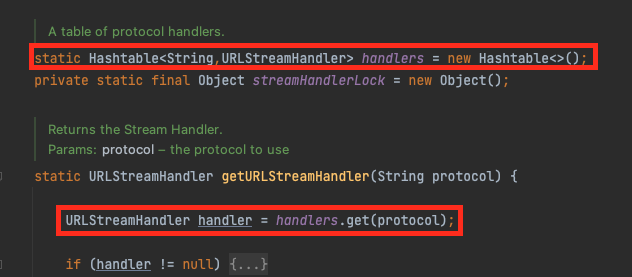 A table of protocol handlers.
static Hashtable<String,URLStreamHandler> handlers = new Hashtable<>();
private static final Object streamHandlerLock = new Object();
Returns the Stream Handler.
Params: protocol – the protocol to use
static URLStreamHandler getURLStreamHandler(String protocol) {
URLStreamHandler handler = handlers.get(protocol);
if (handler != null) {...}